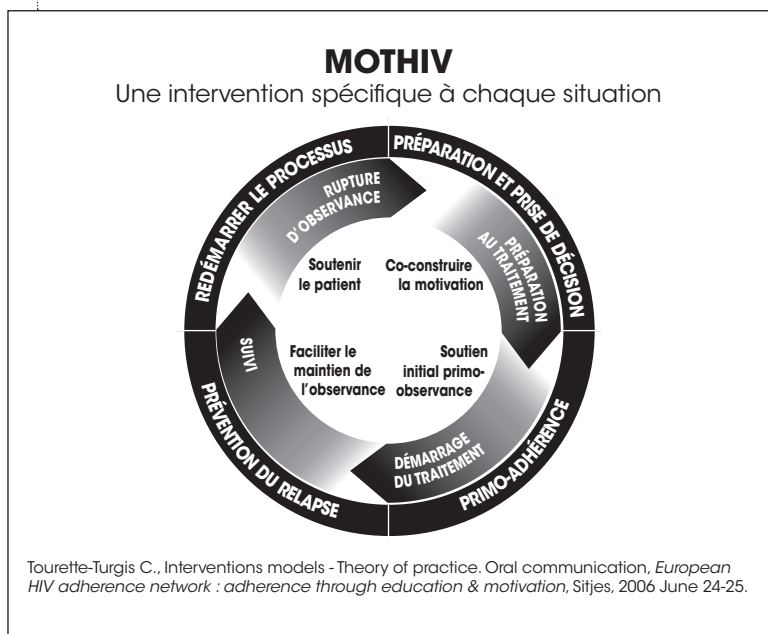 MOTHIV
Une intervention spécifique à chaque situation
REDÉMARRER LE PROCESSUS
PRÉPARATION ET PRISE DE DÉCISION
RUPTURE
D'OBSERVANCE
PRÉPARATION
AU TRAITEMENT
Soutenir
le patient
Co-construire
la motivation
SUIVI
Faciliter le
maintien de
l'observance
Soutien
initial primo-
observance
DÉMARRAGE
DU TRAITEMENT
PRÉVENTION DU RELAPSE
PRIMO-ADHÉRENCE
Tourette-Turgis C., Interventions models - Theory of practice. Oral communication, European
HIV adherence network : adherence through education & motivation, Sitjes, 2006 June 24-25.